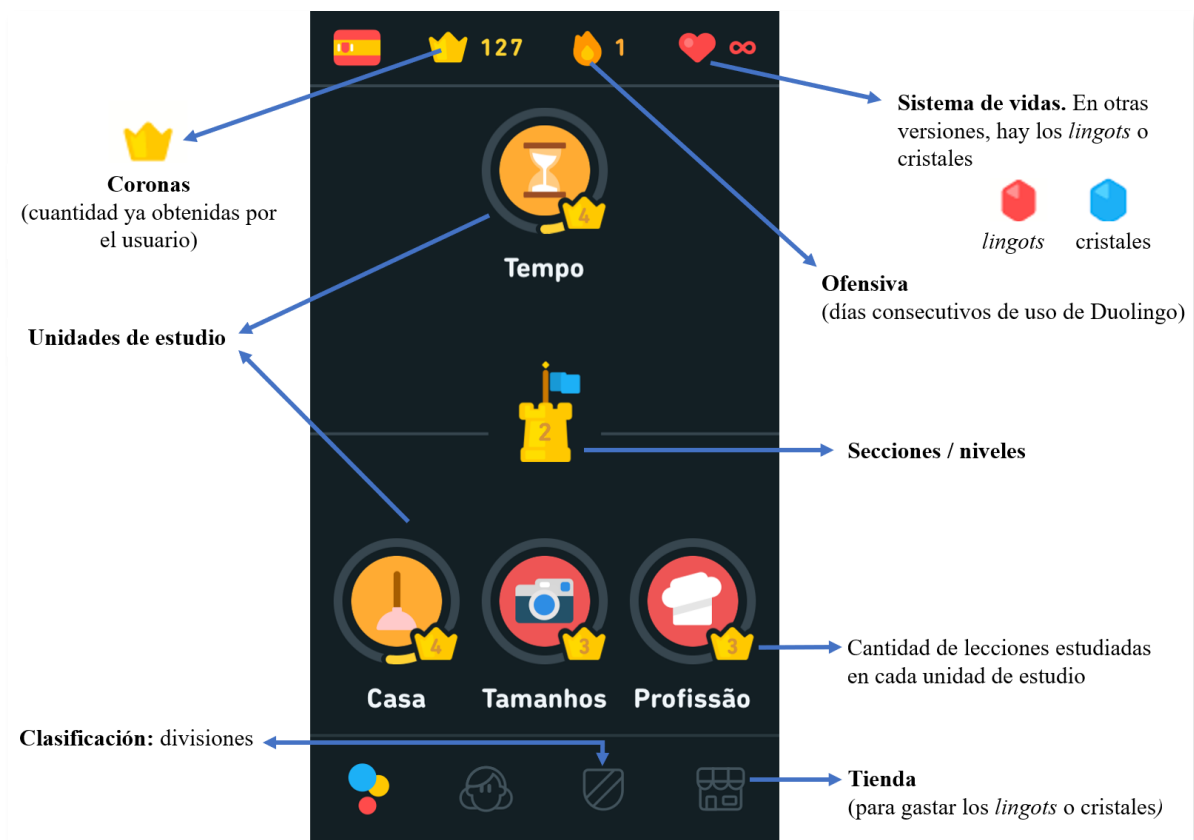 127
1
∞
Sistema de vidas. En otras
versiones, hay los lingots o
cristales
lingots
cristales
Coronas
(cuantidad ya obtenidas por
el usuario)
4
Tempo
Ofensiva
(días consecutivos de uso de Duolingo)
Unidades de estudio
2
Secciones / niveles
4
3
3
Casa
Tamanhos
Profissão
Cantidad de lecciones estudiadas
en cada unidad de estudio
Clasificación: divisiones
Tienda
(para gastar los lingots o cristales)